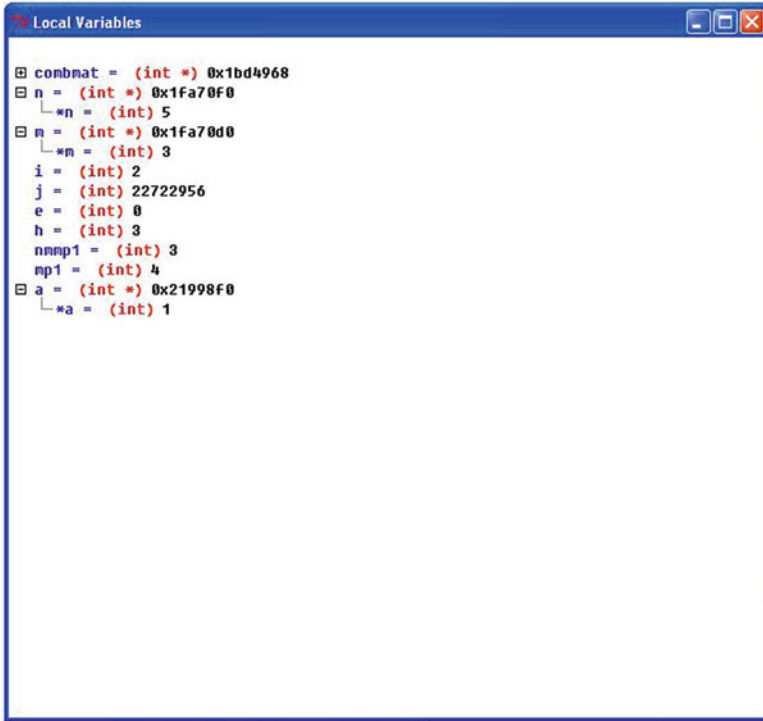 Local Variables
combmat = (int *) 0x1bd4968
n = (int *) 0x1fa70f0
*n = (int) 5
m = (int *) 0x1fa70d0
*m = (int) 3
i = (int) 2
j = (int) 22722956
e = (int) 0
h = (int) 3
nmmp1 = (int) 3
mp1 = (int) 4
a = (int *) 0x21998f0
*a = (int) 1